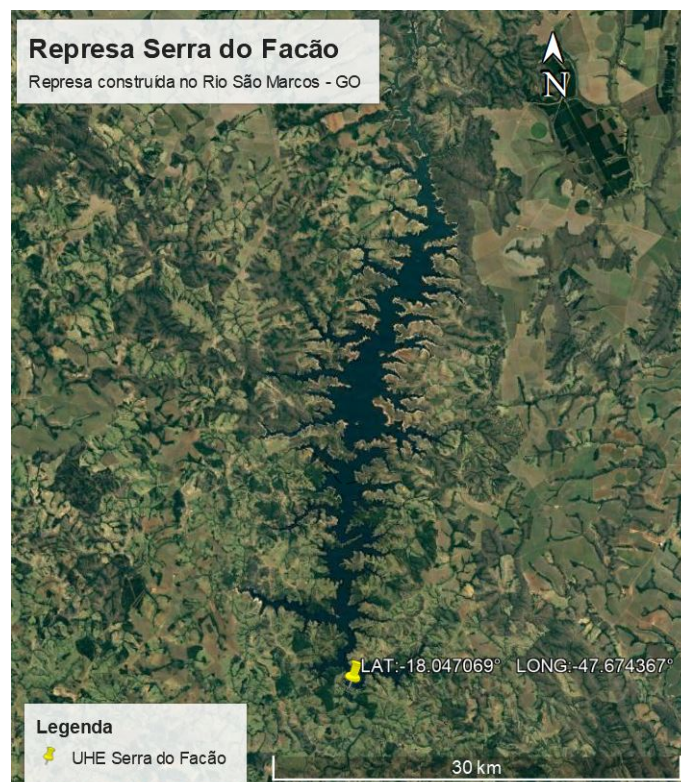 Represa Serra do Facão
Represa construída no Rio São Marcos - GO
N
LAT:-18.047069° LONG:-47.674367°
Legenda
UHE Serra do Facão
30 km